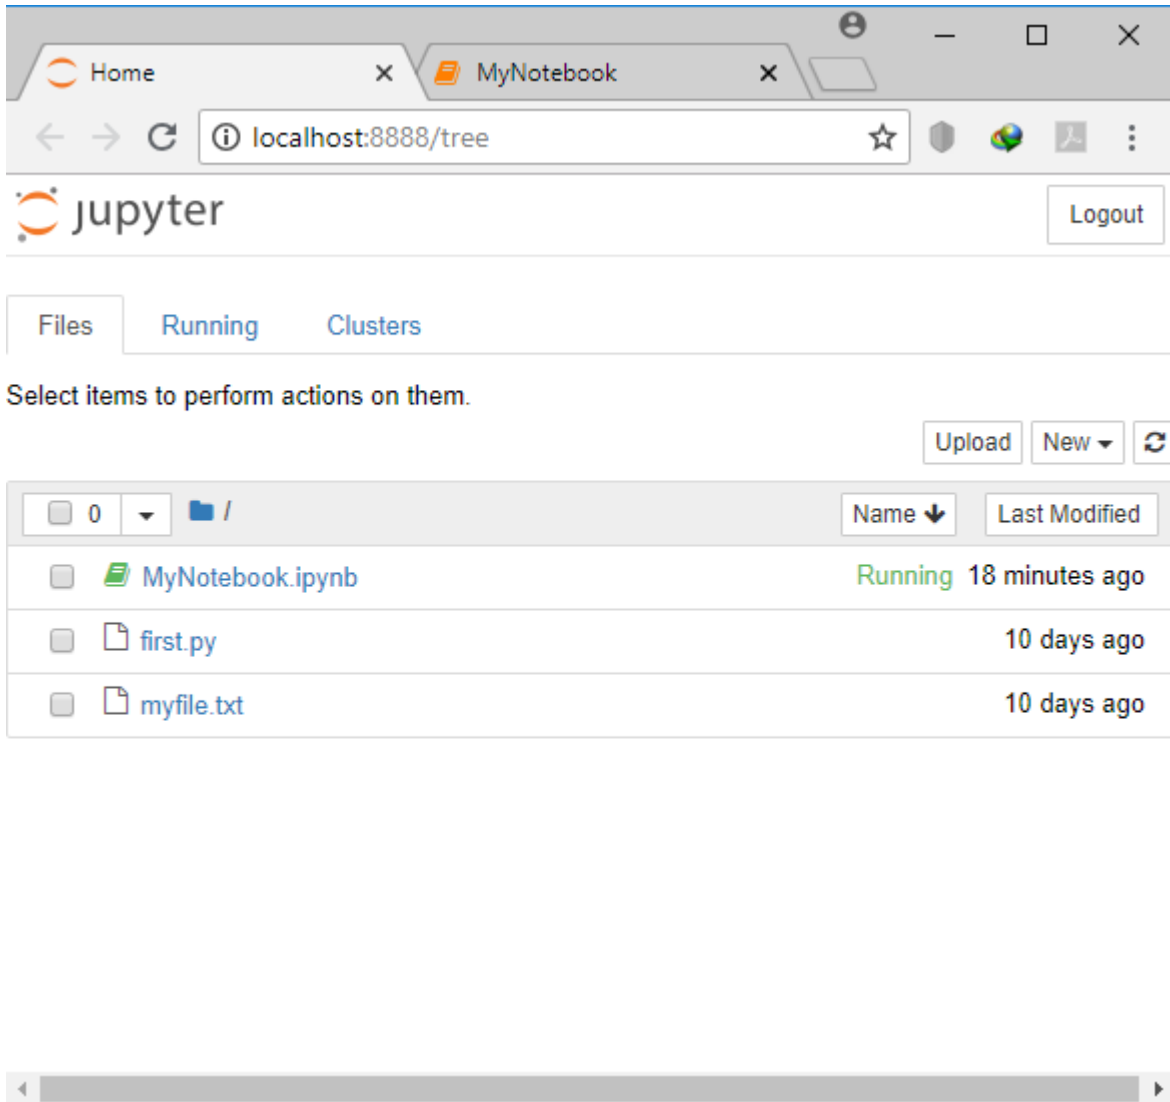 Home MyNotebook
localhost:8888/tree
jupyter Logout
Files Running Clusters
Select items to perform actions on them.
Upload New
0 / Name Last Modified
MyNotebook.ipynb Running 18 minutes ago
first.py 10 days ago
myfile.txt 10 days ago